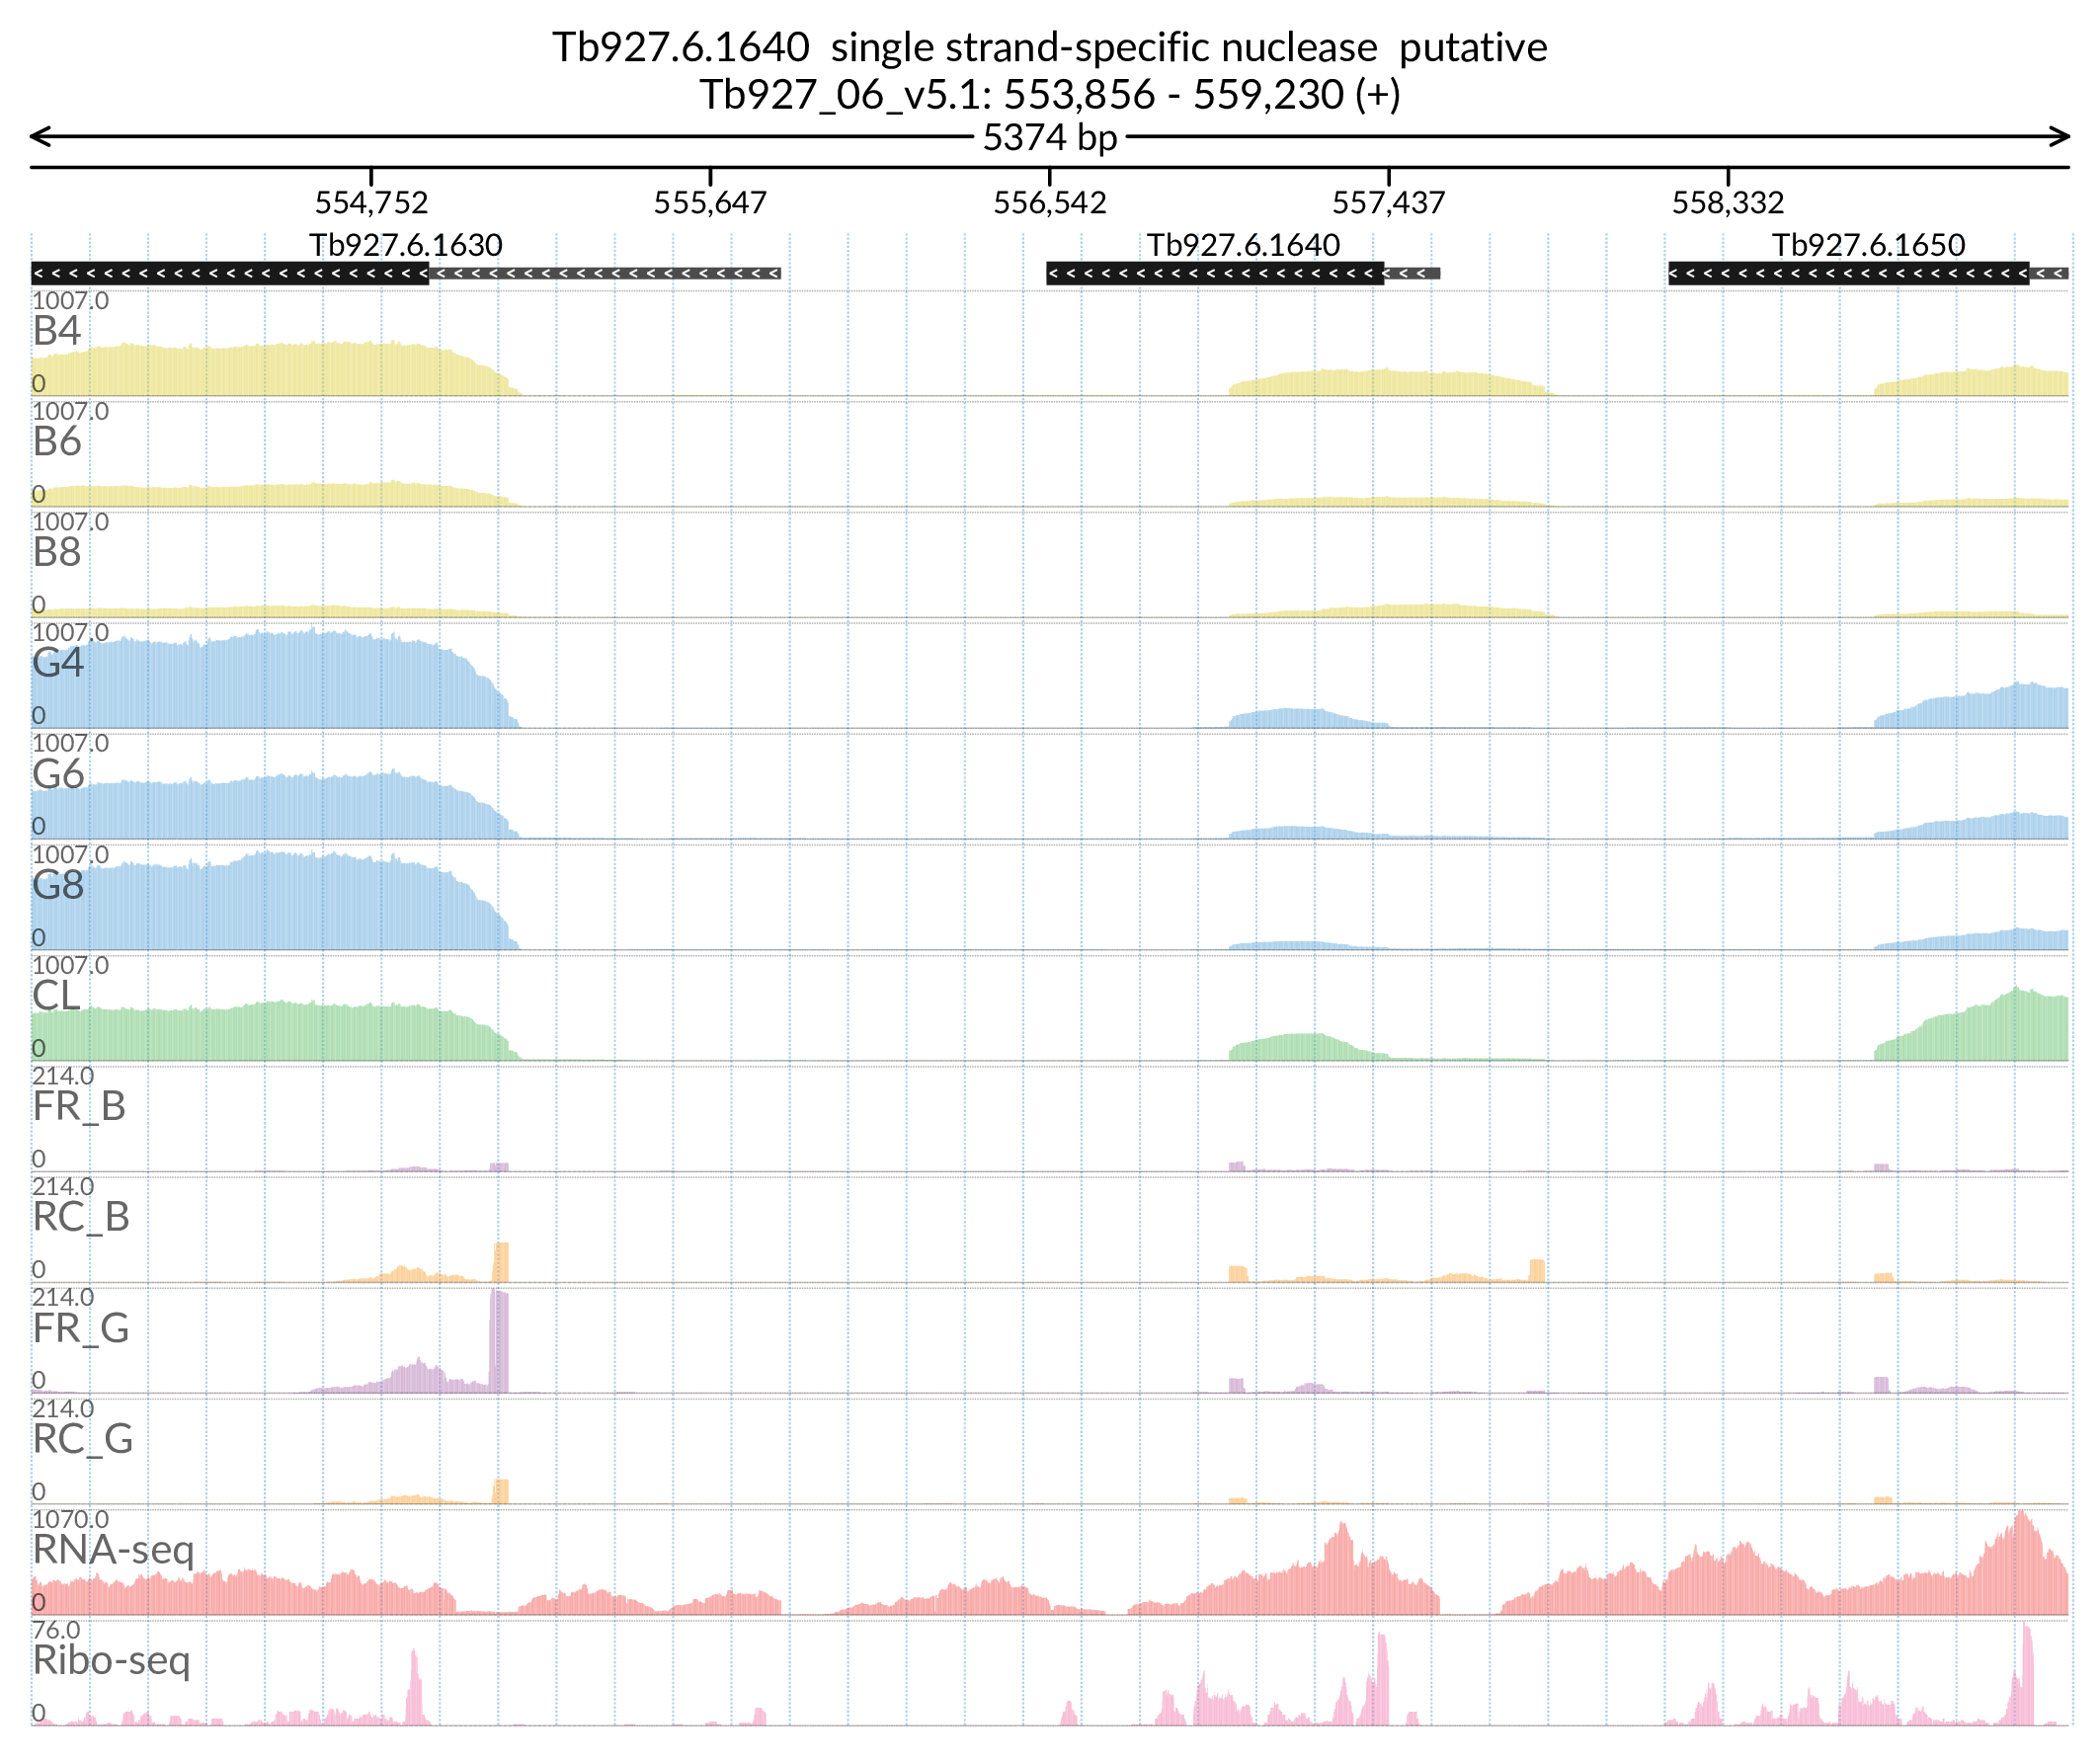 Tb927.6.1640  single strand-specific nuclease  putative
Tb927_06_v5.1: 553,856 - 559,230 (+)
5374 bp
554,752 555,647 556,542 557,437 558,332
Tb927.6.1630 Tb927.6.1640 Tb927.6.1650
1007.0
B4
0
1007.0
B6
0
1007.0
B8
0
1007.0
G4
0
1007.0
G6
0
1007.0
G8
0
1007.0
CL
0
214.0
FR_B
0
214.0
RC_B
0
214.0
FR_G
0
214.0
RC_G
0
1070.0
RNA-seq
0
76.0
Ribo-seq
0